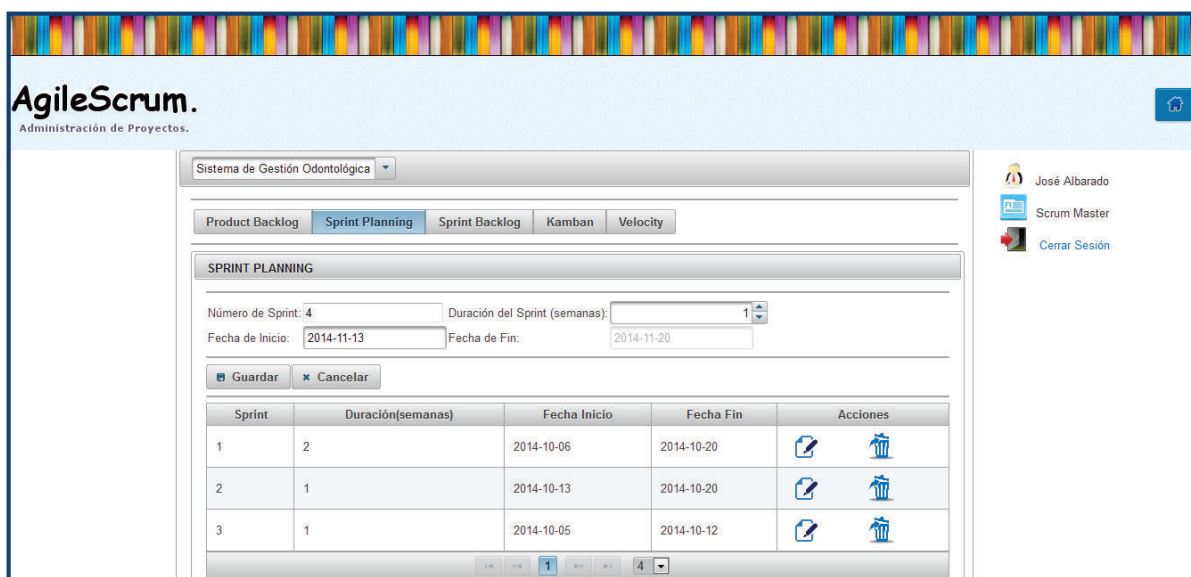 AgileScrum.
Administración de Proyectos.
Sistema de Gestión Odontológica
José Albarado
Scrum Master
Cerrar Sesión
Product Backlog Sprint Planning Sprint Backlog Kamban Velocity
SPRINT PLANNING
Número de Sprint: 4 Duración del Sprint (semanas): 1
Fecha de Inicio: 2014-11-13 Fecha de Fin: 2014-11-20
Guardar Cancelar
Sprint Duración(semanas) Fecha Inicio Fecha Fin Acciones
1 2 2014-10-06 2014-10-20
2 1 2014-10-13 2014-10-20
3 1 2014-10-05 2014-10-12
1 4